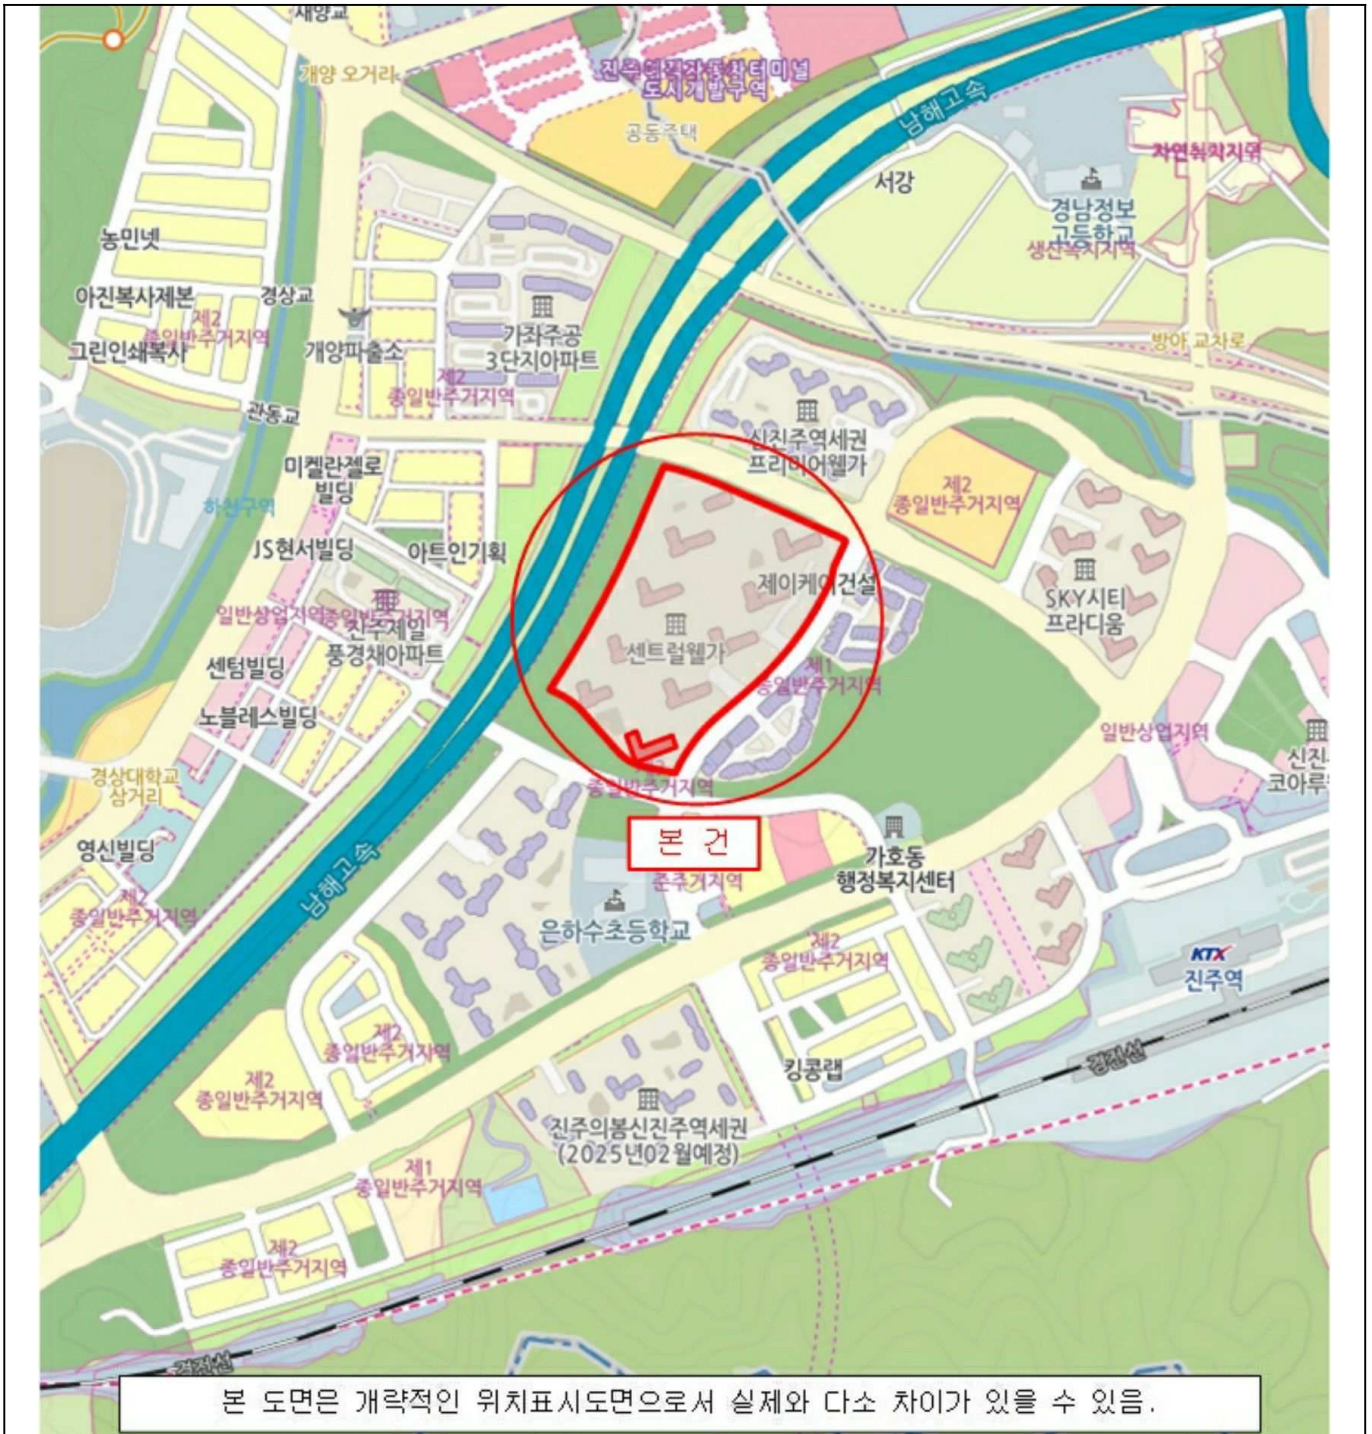 새양교
개양 오거리
도시개발구역
공동주택
남해고속
서강
자연취락지역
경남정보
고등학교
생산녹지지역
농민넷
아진복사제본
경상교
제2
종일반주거지역
그린인쇄복사
개양파출소
가좌주공
3단지아파트
제2
종일반주거지역
방아 교차로
관동교
신진주역세권
프리미어웰가
미켈란젤로
빌딩
하천구역
제2
종일반주거지역
JS현서빌딩
아트인기획
제이케이건설
SKY시티
프라디움
일반상업지역
종일반주거지역
진주제일
풍경채아파트
센트럴웰가
센텀빌딩
제1
종일반주거지역
노블레스빌딩
일반상업지역
신진
코아루
경상대학교
삼거리
종일반주거지역
본 건
영신빌딩
가호동
행정복지센터
준주거지역
제2
종일반주거지역
남해고속
은하수초등학교
제2
종일반주거지역
KTX
진주역
제2
종일반주거지역
킹콩랩
경전선
제2
종일반주거지역
진주의봄신진주역세권
(2025년02월예정)
제1
종일반주거지역
제2
종일반주거지역
경전선
본 도면은 개략적인 위치표시도면으로서 실제와 다소 차이가 있을 수 있음.